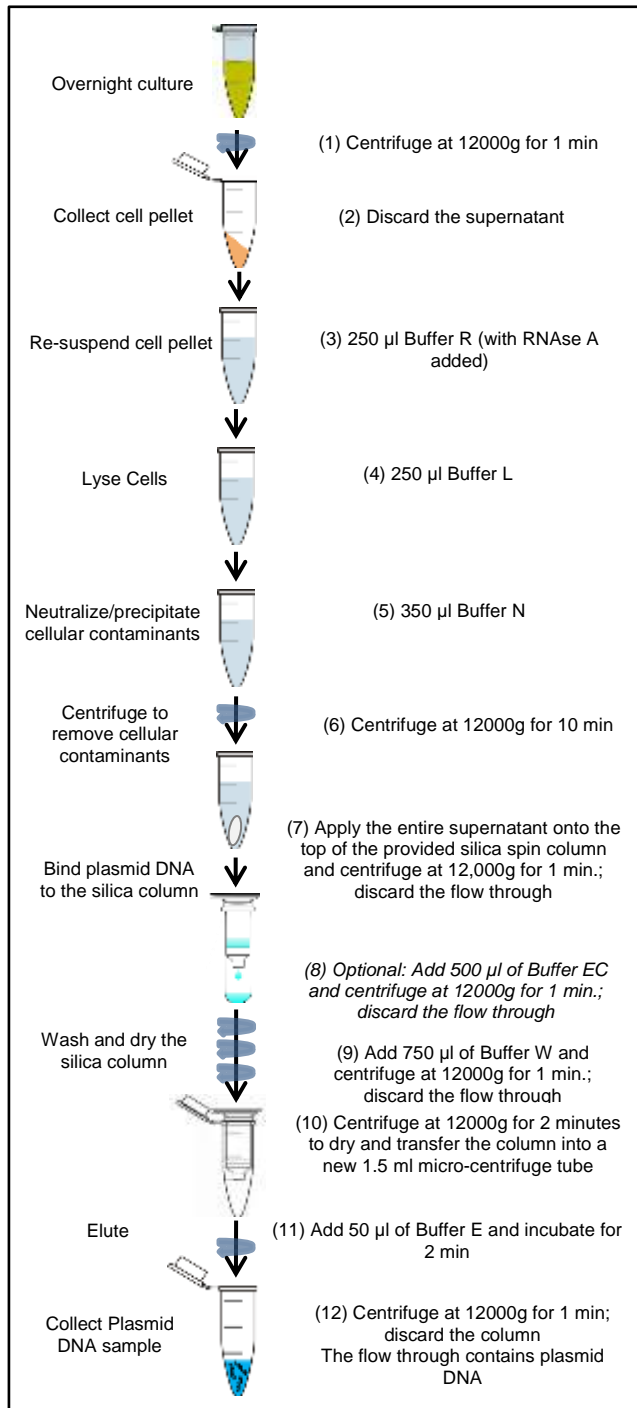 Overnight culture
(1) Centrifuge at 12000g for 1 min
Collect cell pellet
(2) Discard the supernatant
Re-suspend cell pellet
(3) 250 µl Buffer R (with RNAse A
added)
Lyse Cells
(4) 250 µl Buffer L
Neutralize/precipitate
cellular contaminants
(5) 350 µl Buffer N
Centrifuge to
remove cellular
contaminants
(6) Centrifuge at 12000g for 10 min
Bind plasmid DNA
to the silica column
(7) Apply the entire supernatant onto the
top of the provided silica spin column
and centrifuge at 12,000g for 1 min.;
discard the flow through
(8) Optional: Add 500 µl of Buffer EC
and centrifuge at 12000g for 1 min.;
discard the flow through
Wash and dry the
silica column
(9) Add 750 µl of Buffer W and
centrifuge at 12000g for 1 min.;
discard the flow through
(10) Centrifuge at 12000g for 2 minutes
to dry and transfer the column into a
new 1.5 ml micro-centrifuge tube
Elute
(11) Add 50 µl of Buffer E and incubate for
2 min
Collect Plasmid
DNA sample
(12) Centrifuge at 12000g for 1 min;
discard the column
The flow through contains plasmid
DNA